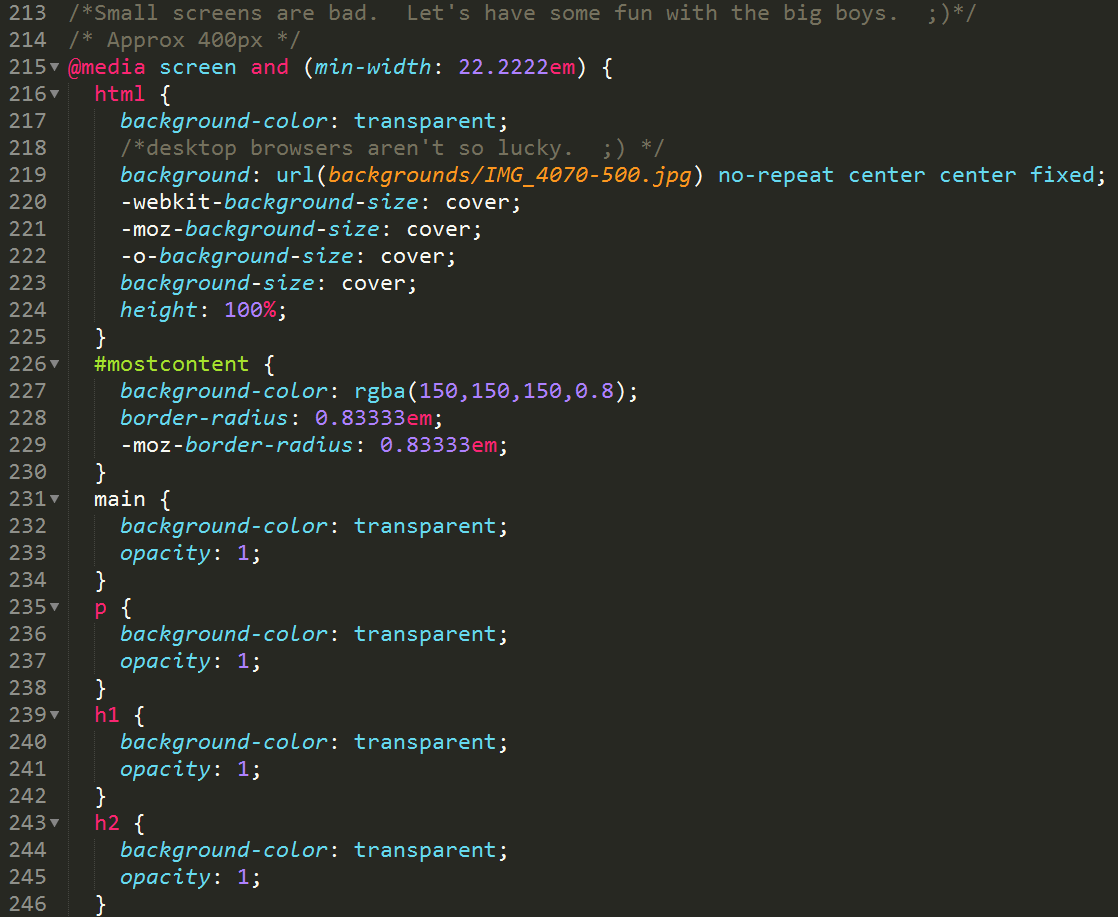 213 /*Small screens are bad.  Let's have some fun with the big boys.  ;)*/
214 /* Approx 400px */
215 @media screen and (min-width: 22.2222em) {
216   html {
217     background-color: transparent;
218     /*desktop browsers aren't so lucky.  ;) */
219     background: url(backgrounds/IMG_4070-500.jpg) no-repeat center center fixed;
220     -webkit-background-size: cover;
221     -moz-background-size: cover;
222     -o-background-size: cover;
223     background-size: cover;
224     height: 100%;
225   }
226   #mostcontent {
227     background-color: rgba(150,150,150,0.8);
228     border-radius: 0.83333em;
229     -moz-border-radius: 0.83333em;
230   }
231   main {
232     background-color: transparent;
233     opacity: 1;
234   }
235   p {
236     background-color: transparent;
237     opacity: 1;
238   }
239   h1 {
240     background-color: transparent;
241     opacity: 1;
242   }
243   h2 {
244     background-color: transparent;
245     opacity: 1;
246   }